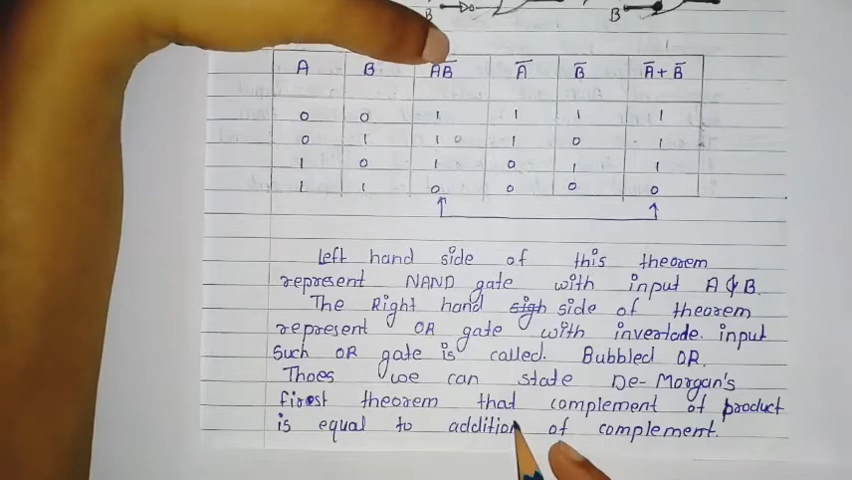 B B
A B A̅B̅ A̅ B̅ A̅ + B̅
0 0 1 1 1 1
0 1 1 0 1 0 1
1 0 1 0 1 1
1 1 0 0 0 0
Left hand side of this theorem
represent NAND gate with input A & B.
The Right hand sigh side of theorem
represent OR gate with invertade. input
Such OR gate is called. Bubbled OR.
Thoes we can state De-Morgan's
first theorem that complement of product
is equal to addition of complement.